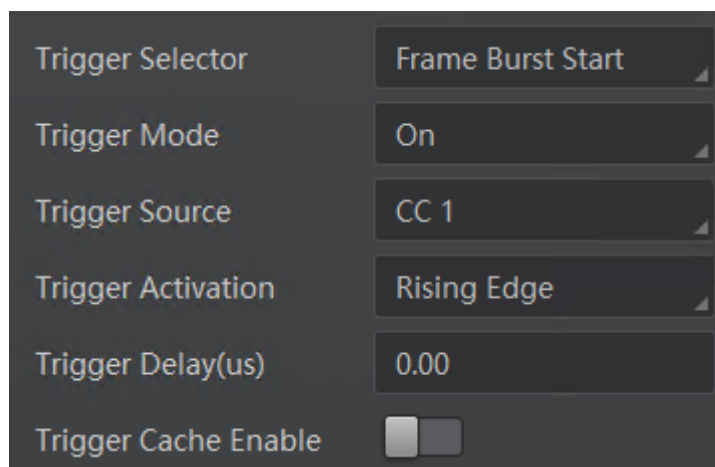 Trigger Selector Frame Burst Start
Trigger Mode On
Trigger Source CC 1
Trigger Activation Rising Edge
Trigger Delay(us) 0.00
Trigger Cache Enable